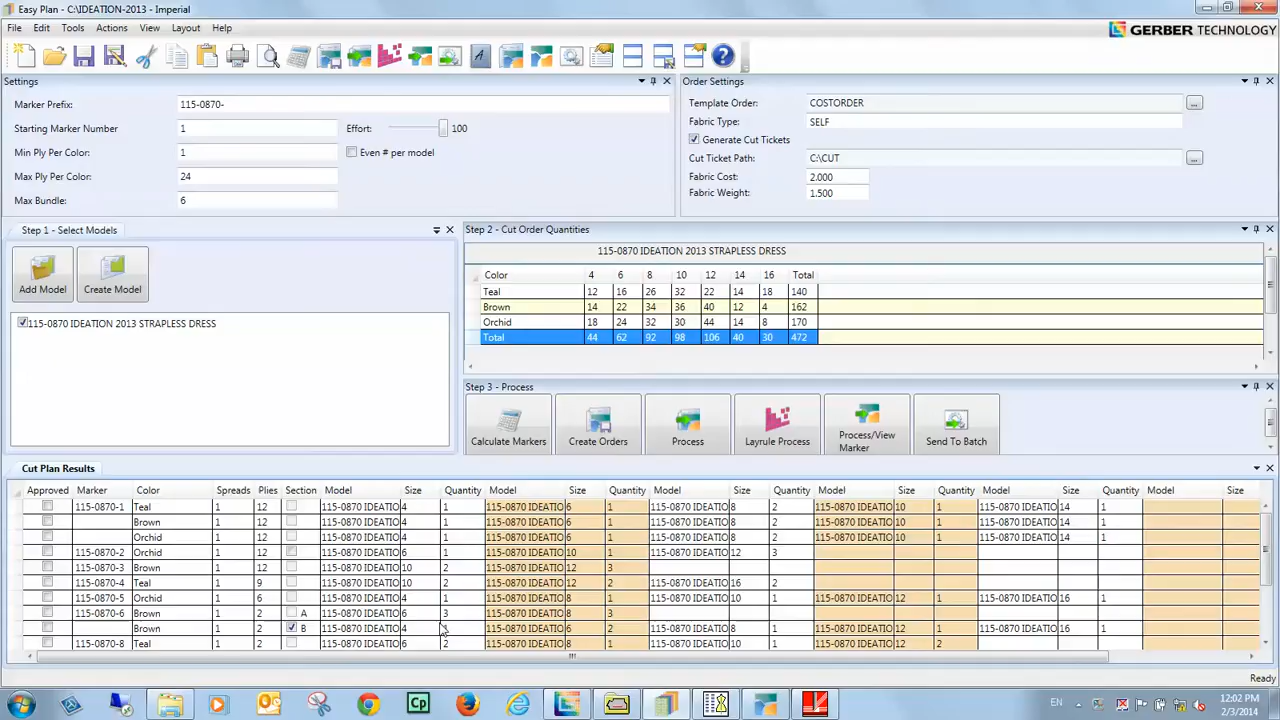 Easy Plan - C:\IDEATION-2013 - Imperial
File Edit Tools Actions View Layout Help
GERBER TECHNOLOGY
Settings
Marker Prefix: 115-0870-
Starting Marker Number 1 Effort: 100
Min Ply Per Color: 1 Even # per model
Max Ply Per Color: 24
Max Bundle: 6
Order Settings
Template Order: COSTORDER ...
Fabric Type: SELF
Generate Cut Tickets
Cut Ticket Path: C:\CUT ...
Fabric Cost: 2.000
Fabric Weight: 1.500
Step 1 - Select Models
Add Model Create Model
115-0870 IDEATION 2013 STRAPLESS DRESS
Step 2 - Cut Order Quantities
115-0870 IDEATION 2013 STRAPLESS DRESS
Color 4 6 8 10 12 14 16 Total
Teal 12 16 26 32 22 14 18 140
Brown 14 22 34 36 40 12 4 162
Orchid 18 24 32 30 44 14 8 170
Total 44 62 92 98 106 40 30 472
Step 3 - Process
Calculate Markers Create Orders Process Layrule Process Process/View Marker Send To Batch
Cut Plan Results
Approved Marker Color Spreads Plies Section Model Size Quantity Model Size Quantity Model Size Quantity Model Size Quantity Model Size Quantity Model Size
115-0870-1 Teal 1 12 115-0870 IDEATIO 4 1 115-0870 IDEATIO 6 1 115-0870 IDEATIO 8 2 115-0870 IDEATIO 10 1 115-0870 IDEATIO 14 1
Brown 1 12 115-0870 IDEATIO 4 1 115-0870 IDEATIO 6 1 115-0870 IDEATIO 8 2 115-0870 IDEATIO 10 1 115-0870 IDEATIO 14 1
Orchid 1 12 115-0870 IDEATIO 4 1 115-0870 IDEATIO 6 1 115-0870 IDEATIO 8 2 115-0870 IDEATIO 10 1 115-0870 IDEATIO 14 1
115-0870-2 Orchid 1 12 115-0870 IDEATIO 6 1 115-0870 IDEATIO 10 1 115-0870 IDEATIO 12 3
115-0870-3 Brown 1 12 115-0870 IDEATIO 10 2 115-0870 IDEATIO 12 3
115-0870-4 Teal 1 9 115-0870 IDEATIO 10 2 115-0870 IDEATIO 12 2 115-0870 IDEATIO 16 2
115-0870-5 Orchid 1 6 115-0870 IDEATIO 4 1 115-0870 IDEATIO 8 1 115-0870 IDEATIO 10 1 115-0870 IDEATIO 12 1 115-0870 IDEATIO 16 1
115-0870-6 Brown 1 2 A 115-0870 IDEATIO 6 3 115-0870 IDEATIO 8 3
Brown 1 2 B 115-0870 IDEATIO 4 115-0870 IDEATIO 6 2 115-0870 IDEATIO 8 1 115-0870 IDEATIO 12 1 115-0870 IDEATIO 16 1
115-0870-8 Teal 1 2 115-0870 IDEATIO 6 2 115-0870 IDEATIO 8 1 115-0870 IDEATIO 10 1 115-0870 IDEATIO 12 2
Ready
Cp EN 12:02 PM
2/3/2014